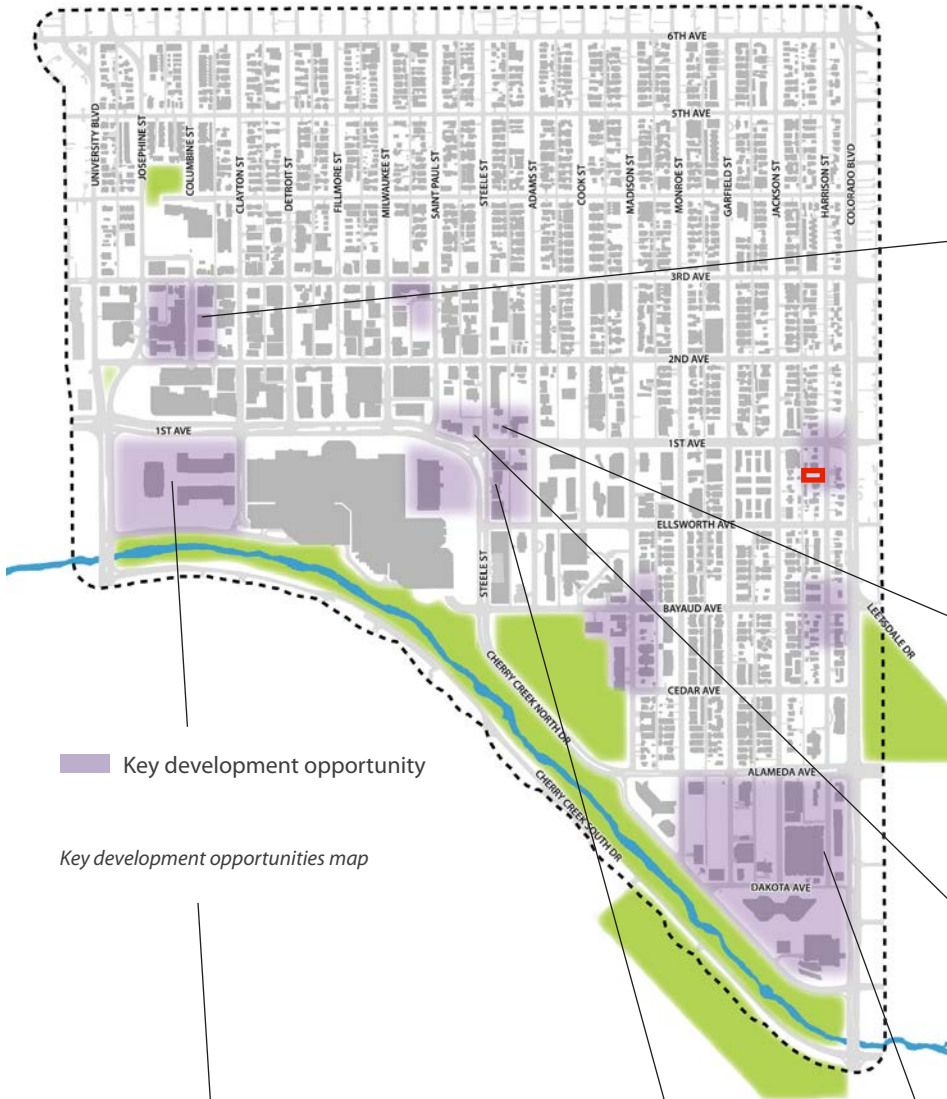 6TH AVE
5TH AVE
UNIVERSITY BLVD
JOSEPHINE ST
COLUMBINE ST
CLAYTON ST
DETROIT ST
FILLMORE ST
MILWAUKEE ST
SAINT PAUL ST
STEELE ST
ADAMS ST
COOK ST
MADISON ST
MONROE ST
GARFIELD ST
JACKSON ST
HARRISON ST
COLORADO BLVD
3RD AVE
2ND AVE
1ST AVE
1ST AVE
ELLSWORTH AVE
STEELE ST
BAYAUD AVE
LEETSDALE DR
CEDAR AVE
CHERRY CREEK NORTH DR
ALAMEDA AVE
CHERRY CREEK SOUTH DR
DAKOTA AVE
Key development opportunity
Key development opportunities map